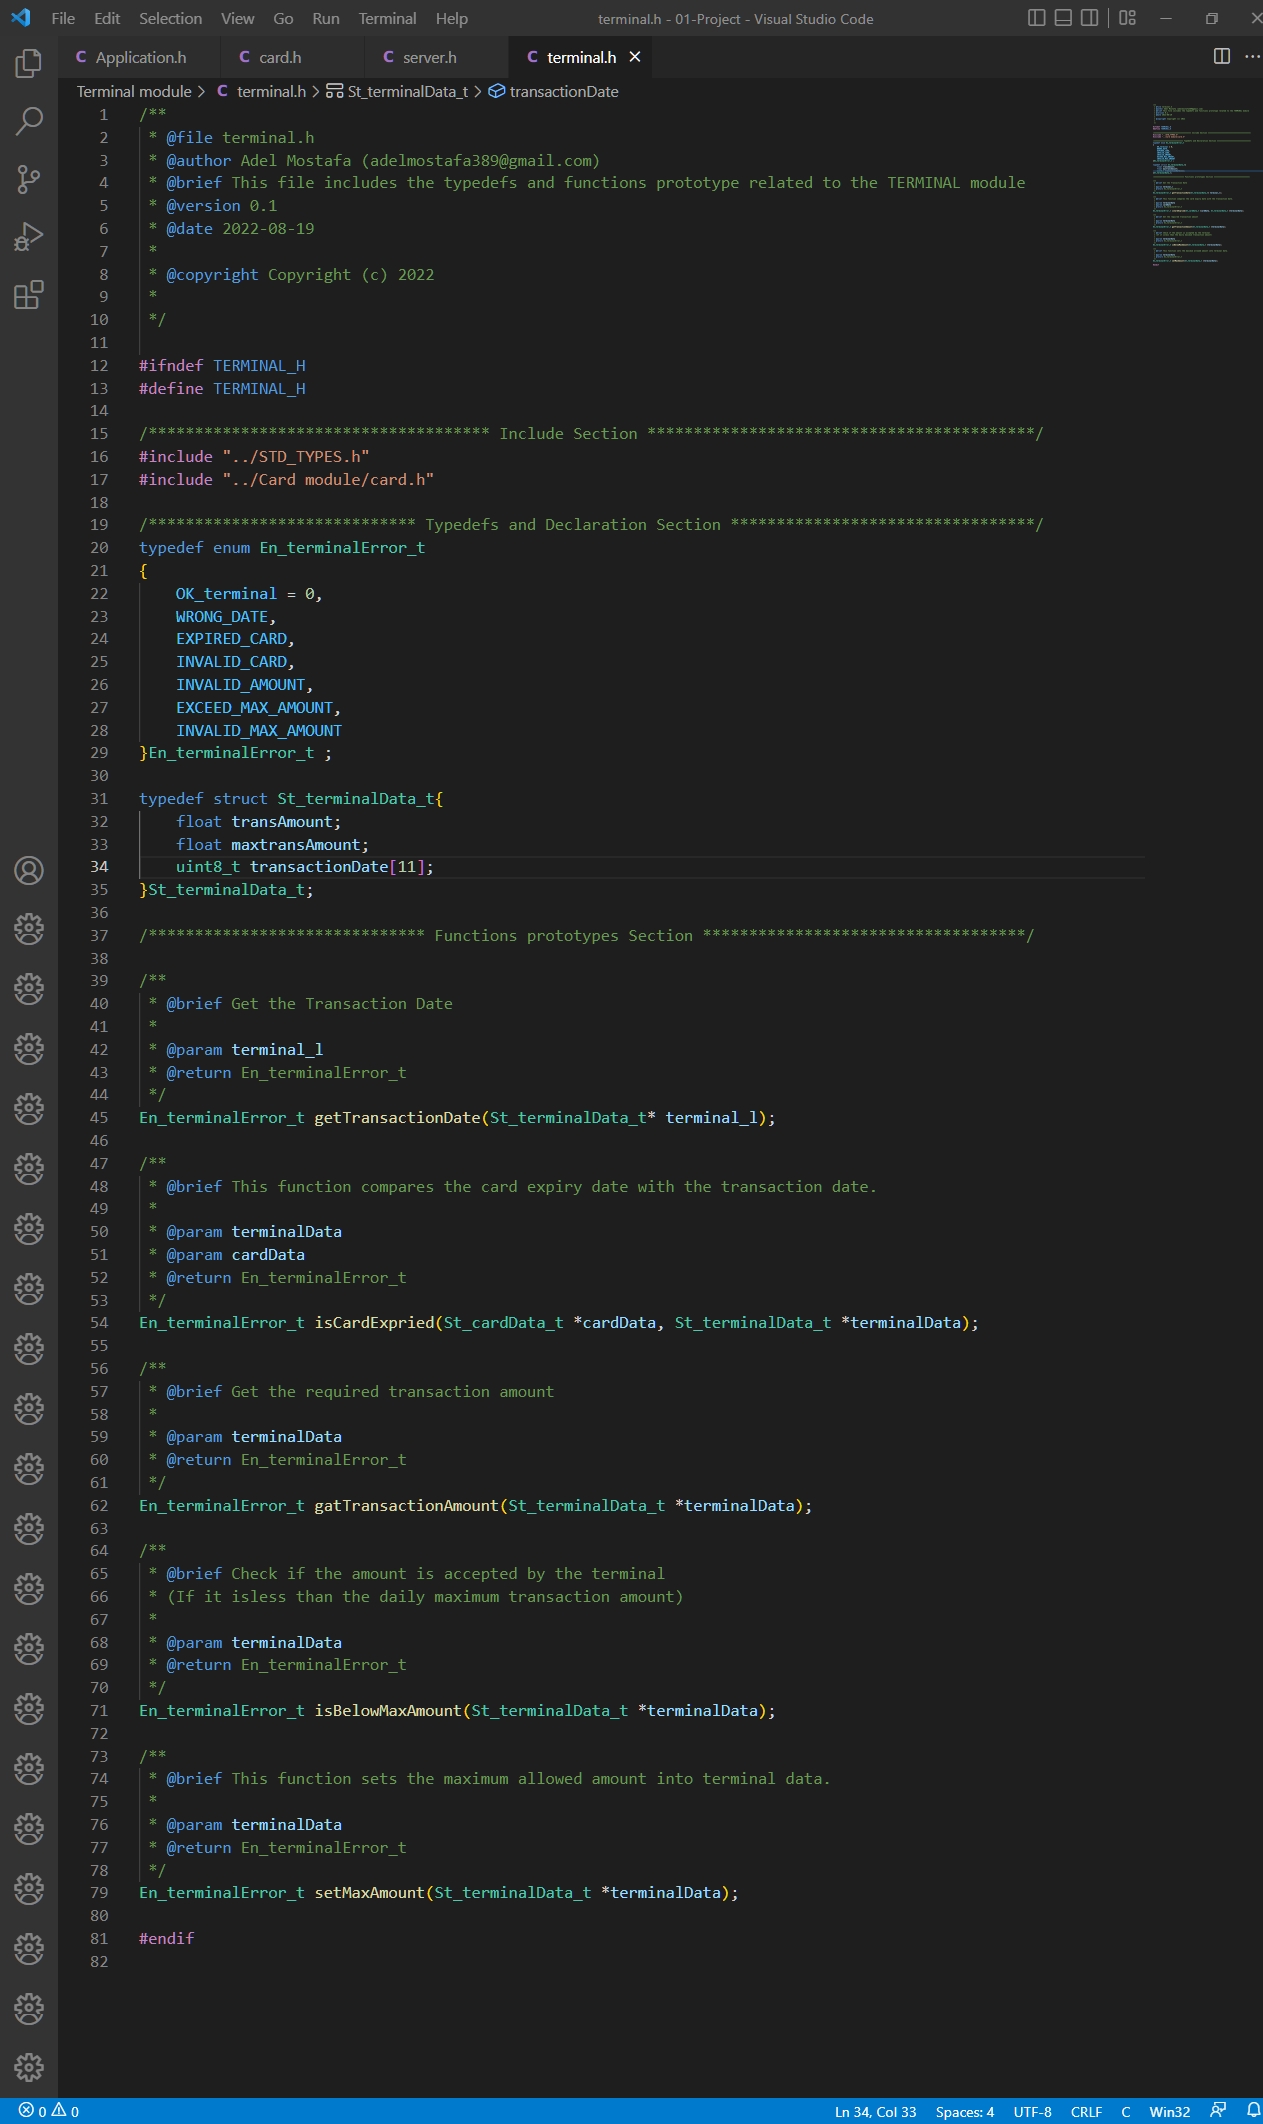 File Edit Selection View Go Run Terminal Help terminal.h - 01-Project - Visual Studio Code
C Application.h C card.h C server.h C terminal.h
Terminal module > C terminal.h > St_terminalData_t > transactionDate
1 /**
2  * @file terminal.h
3  * @author Adel Mostafa (adelmostafa389@gmail.com)
4  * @brief This file includes the typedefs and functions prototype related to the TERMINAL module
5  * @version 0.1
6  * @date 2022-08-19
7  *
8  * @copyright Copyright (c) 2022
9  *
10  */
11
12 #ifndef TERMINAL_H
13 #define TERMINAL_H
14
15 /************************************* Include Section ******************************************/
16 #include "../STD_TYPES.h"
17 #include "../Card module/card.h"
18
19 /***************************** Typedefs and Declaration Section *********************************/
20 typedef enum En_terminalError_t
21 {
22     OK_terminal = 0,
23     WRONG_DATE,
24     EXPIRED_CARD,
25     INVALID_CARD,
26     INVALID_AMOUNT,
27     EXCEED_MAX_AMOUNT,
28     INVALID_MAX_AMOUNT
29 }En_terminalError_t ;
30
31 typedef struct St_terminalData_t{
32     float transAmount;
33     float maxtransAmount;
34     uint8_t transactionDate[11];
35 }St_terminalData_t;
36
37 /****************************** Functions prototypes Section ***********************************/
38
39 /**
40  * @brief Get the Transaction Date
41  *
42  * @param terminal_l
43  * @return En_terminalError_t
44  */
45 En_terminalError_t getTransactionDate(St_terminalData_t* terminal_l);
46
47 /**
48  * @brief This function compares the card expiry date with the transaction date.
49  *
50  * @param terminalData
51  * @param cardData
52  * @return En_terminalError_t
53  */
54 En_terminalError_t isCardExpried(St_cardData_t *cardData, St_terminalData_t *terminalData);
55
56 /**
57  * @brief Get the required transaction amount
58  *
59  * @param terminalData
60  * @return En_terminalError_t
61  */
62 En_terminalError_t gatTransactionAmount(St_terminalData_t *terminalData);
63
64 /**
65  * @brief Check if the amount is accepted by the terminal
66  * (If it isless than the daily maximum transaction amount)
67  *
68  * @param terminalData
69  * @return En_terminalError_t
70  */
71 En_terminalError_t isBelowMaxAmount(St_terminalData_t *terminalData);
72
73 /**
74  * @brief This function sets the maximum allowed amount into terminal data.
75  *
76  * @param terminalData
77  * @return En_terminalError_t
78  */
79 En_terminalError_t setMaxAmount(St_terminalData_t *terminalData);
80
81 #endif
82
0 0 Ln 34, Col 33 Spaces: 4 UTF-8 CRLF C Win32